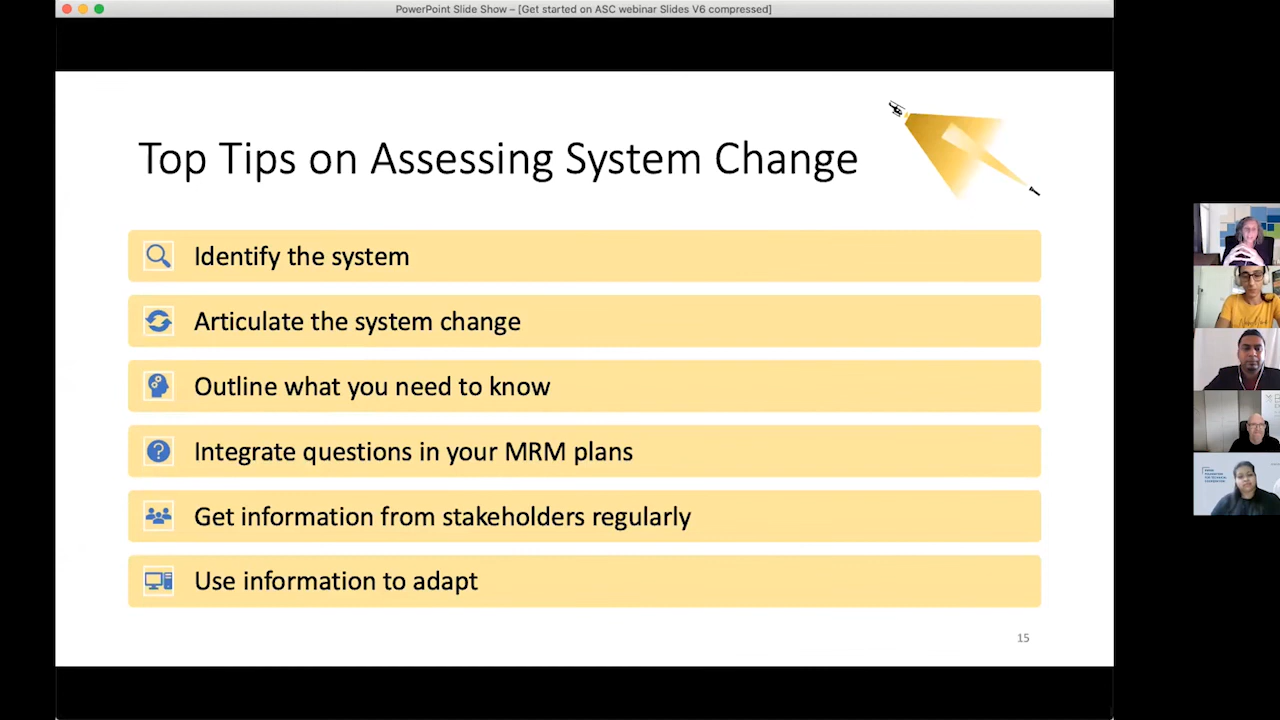 PowerPoint Slide Show – [Get started on ASC webinar Slides V6 compressed]
Top Tips on Assessing System Change
Identify the system
Articulate the system change
Outline what you need to know
Integrate questions in your MRM plans
Get information from stakeholders regularly
Use information to adapt
15